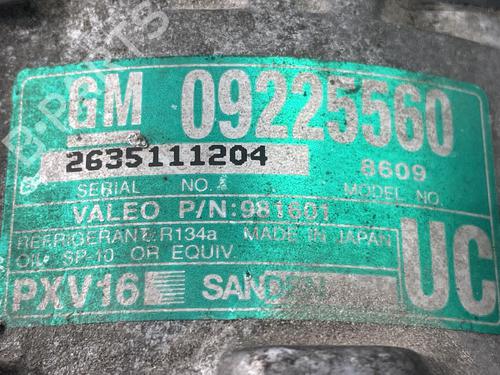 GM 09225560
2635111204 8609
SERIAL NO. MODEL NO.
VALEO P/N:981601
REFRIGERANT:R134a MADE IN JAPAN
OIL: SP-10 OR EQUIV
UC
PXV16